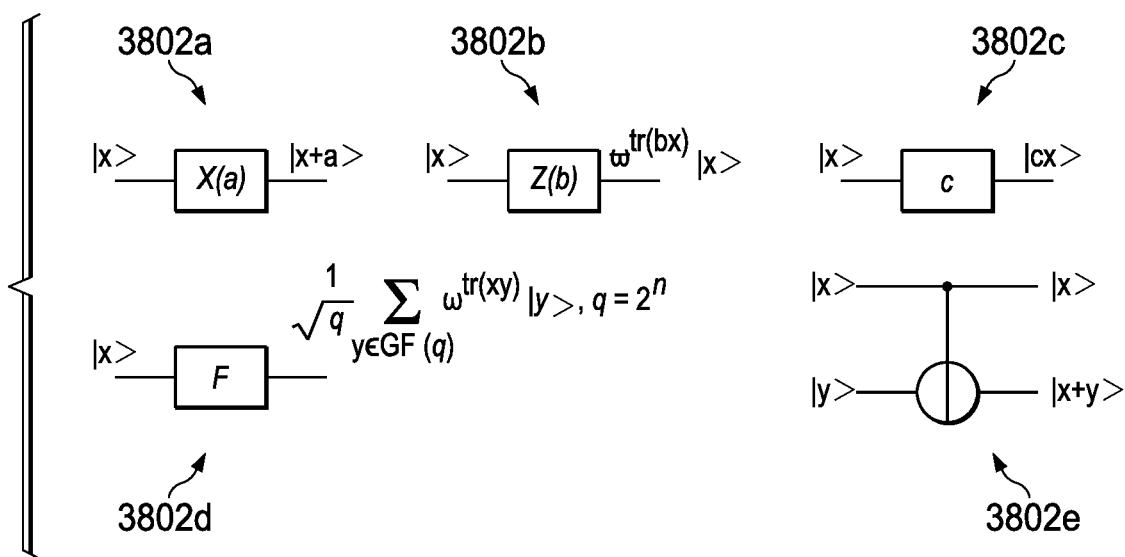 3802a 3802b 3802c
|x> X(a) |x+a> |x> Z(b) ϖ^tr(bx) |x> |x> c |cx>
|x> F 1/√q ∑ y∈GF (q) ω^tr(xy) |y>, q = 2^n
|x> |x>
|y> |x+y>
3802d 3802e